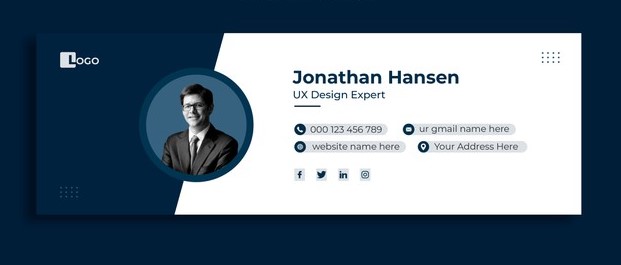 LOGO
Jonathan Hansen
UX Design Expert
000 123 456 789
ur gmail name here
website name here
Your Address Here